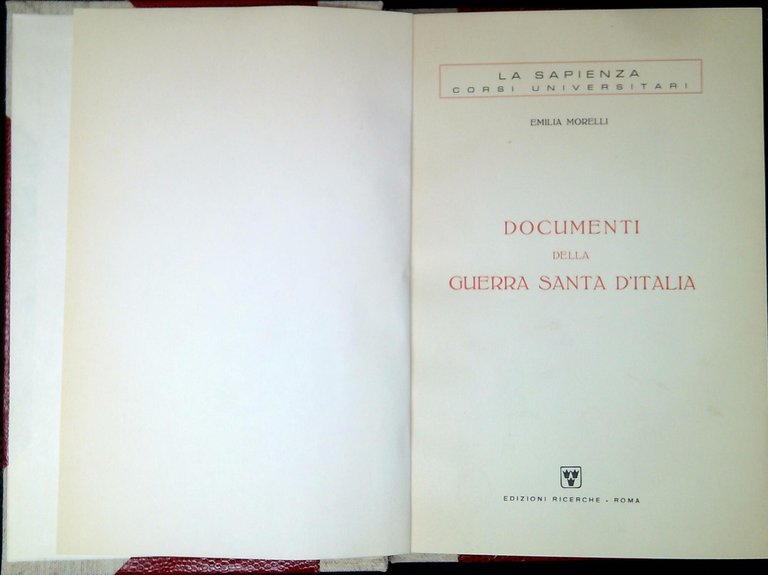 LA SAPIENZA
CORSI UNIVERSITARI
EMILIA MORELLI
DOCUMENTI
DELLA
GUERRA SANTA D'ITALIA
EDIZIONI RICERCHE - ROMA